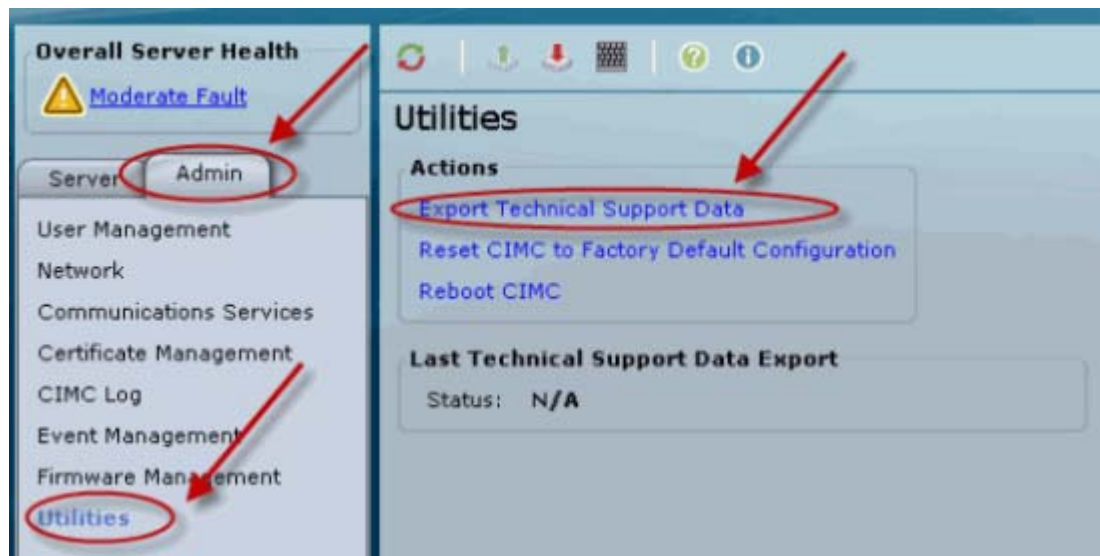 Overall Server Health
Moderate Fault
Server
Admin
User Management
Network
Communications Services
Certificate Management
CIMC Log
Event Management
Firmware Management
Utilities
Utilities
Actions
Export Technical Support Data
Reset CIMC to Factory Default Configuration
Reboot CIMC
Last Technical Support Data Export
Status: N/A